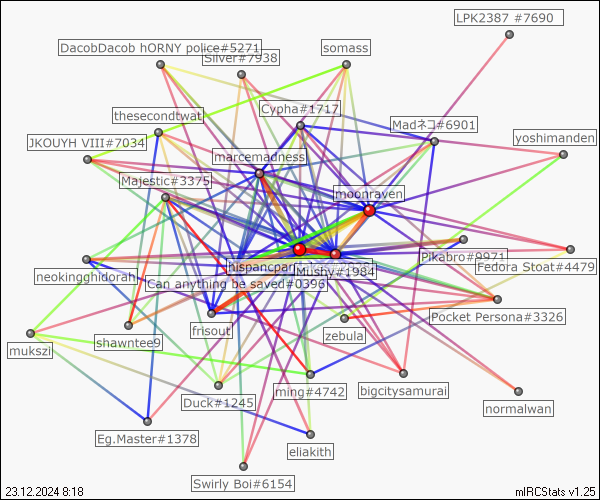 LPK2387 #7690
DacobDacob hORNY police#5271
somass
Silver#7938
thesecondtwat
Cypha#1717
Madネコ#6901
yoshimanden
JKOUYH VIII#7034
marcemadness
Majestic#3375
moonraven
Pikabro#9971
Fedora Stoat#4479
neokingghidorah
hispancpan
Mushy#1984
Can anything be saved#0396
Pocket Persona#3326
frisout
zebula
shawntee9
mukszi
ming#4742
bigcitysamurai
Duck#1245
normalwan
Eg.Master#1378
eliakith
Swirly Boi#6154
23.12.2024 8:18
mIRCStats v1.25